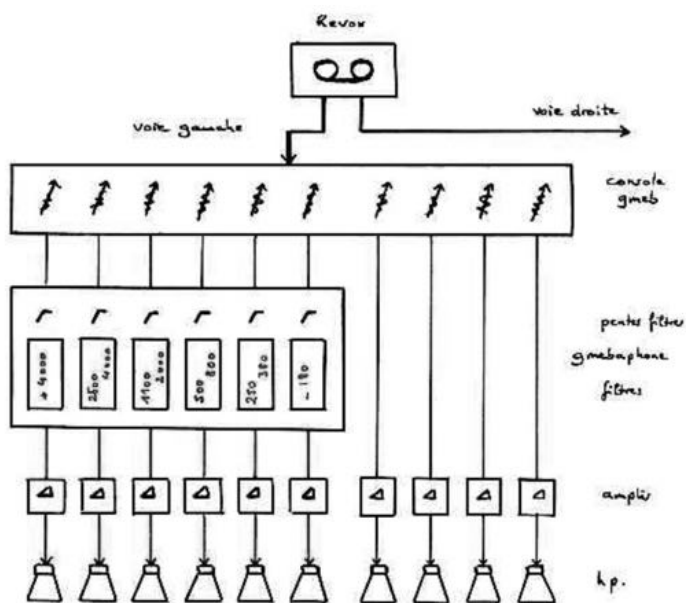 Revox
voie droite
voie gauche
console
gmeb
pentes filtres
gmebaphone
filtres
+ 4000
2500
4000
1100
2000
500
800
250
350
- 180
amplis
h.p.